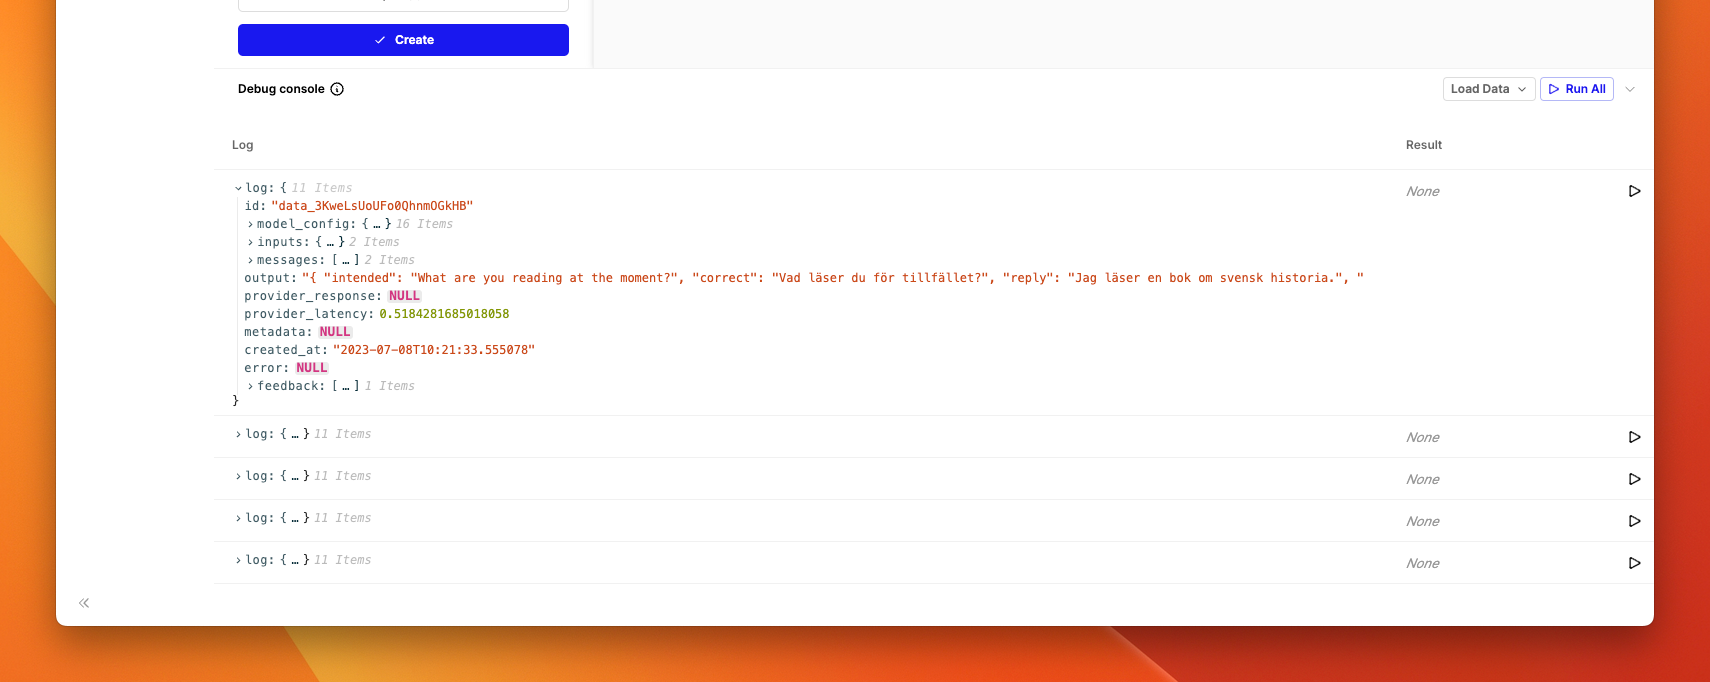 Create
Debug console
Load Data
Run All
Log
Result
log: { 11 Items
None
id: "data_3KweLsUoUFo0QhnmOGkHB"
model_config: { … } 16 Items
inputs: { … } 2 Items
messages: [ … ] 2 Items
output: "{ "intended": "What are you reading at the moment?", "correct": "Vad läser du för tillfället?", "reply": "Jag läser en bok om svensk historia.", "
provider_response: NULL
provider_latency: 0.5184281685018058
metadata: NULL
created_at: "2023-07-08T10:21:33.555078"
error: NULL
feedback: [ … ] 1 Items
}
log: { … } 11 Items
None
log: { … } 11 Items
None
log: { … } 11 Items
None
log: { … } 11 Items
None